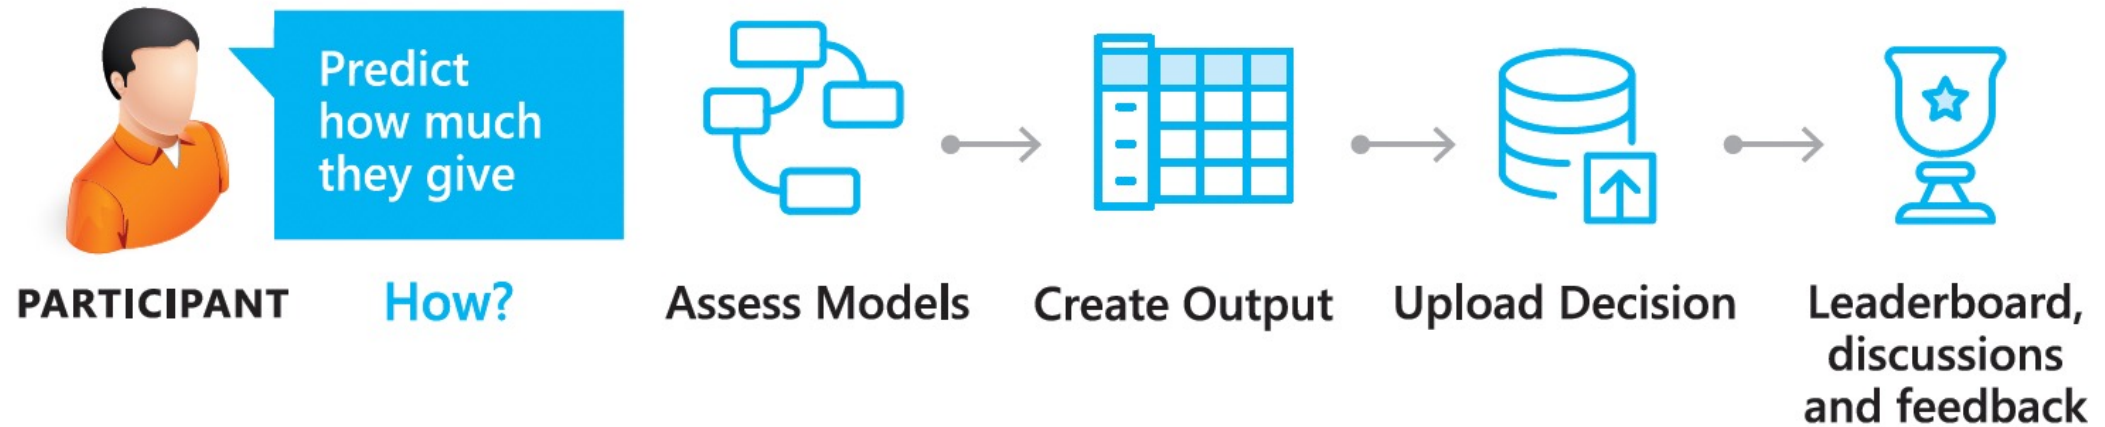 Predict
how much
they give
PARTICIPANT
How?
Assess Models
Create Output
Upload Decision
Leaderboard,
discussions
and feedback